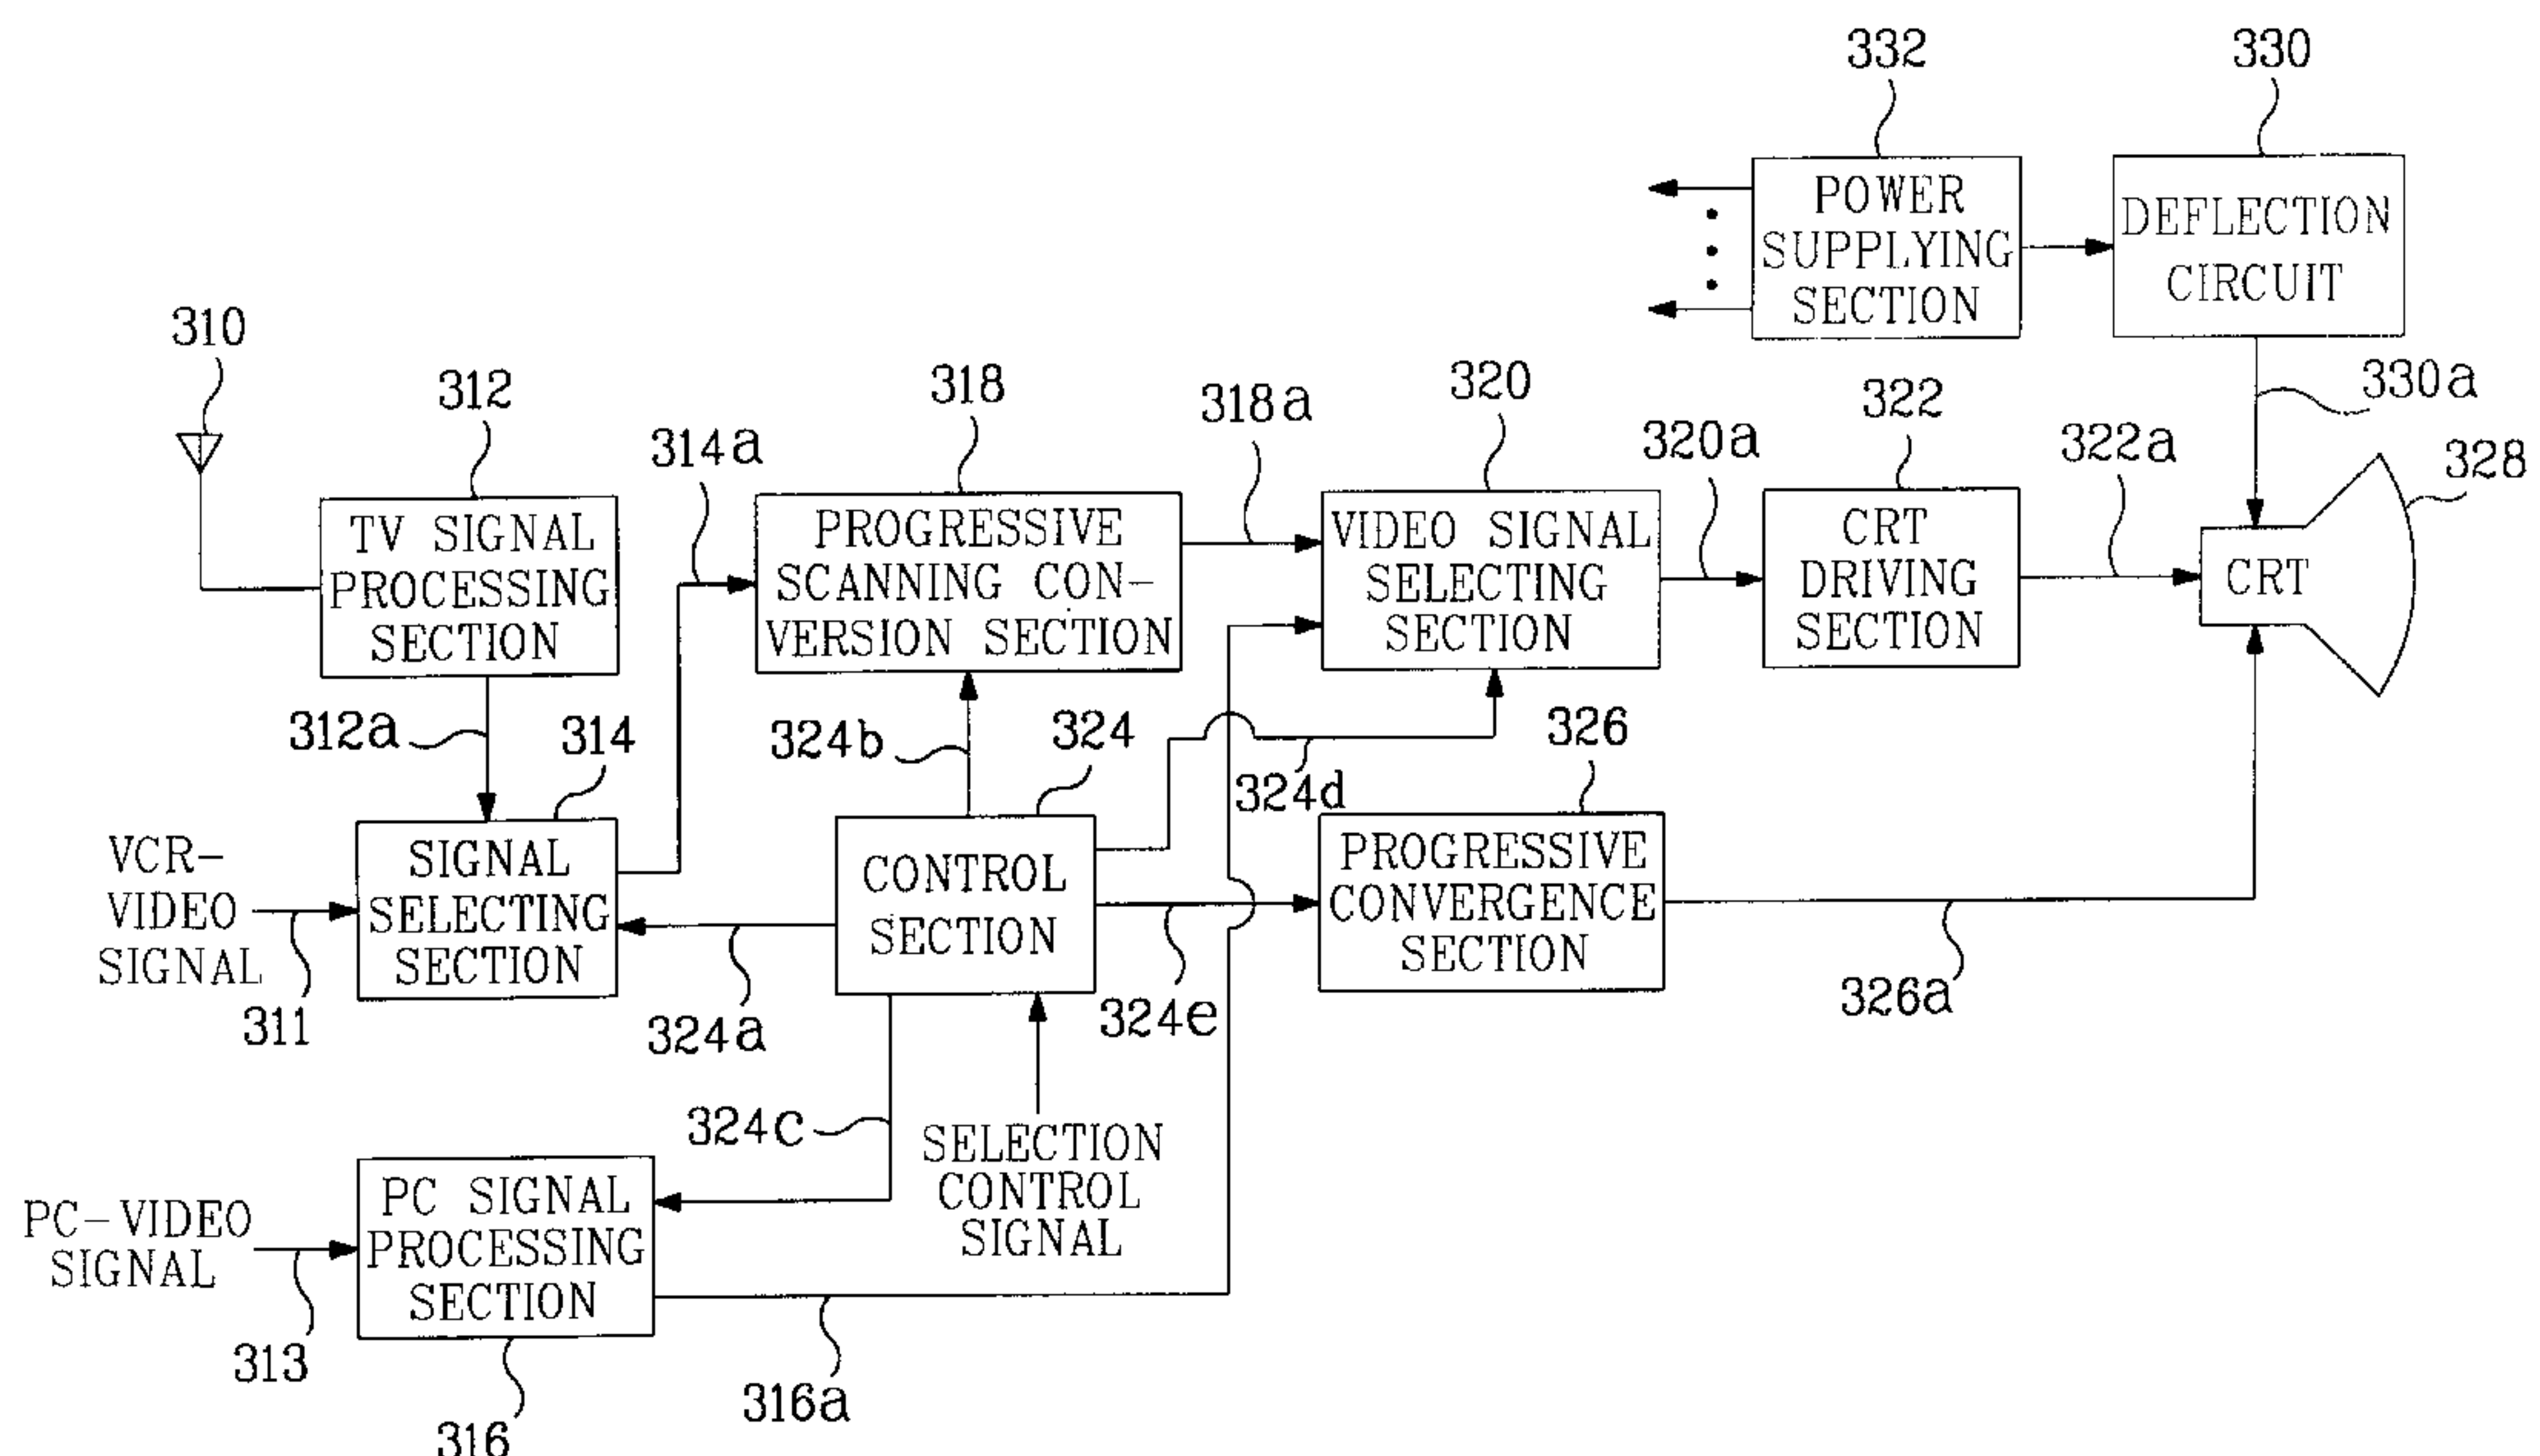 332
330
POWER
SUPPLYING
SECTION
DEFLECTION
CIRCUIT
310
312
314a
318
318a
320
320a
322
322a
330a
328
TV SIGNAL
PROCESSING
SECTION
PROGRESSIVE
SCANNING CON-
VERSION SECTION
VIDEO SIGNAL
SELECTING
SECTION
CRT
DRIVING
SECTION
CRT
312a
314
324b
324
324d
326
VCR-
VIDEO
SIGNAL
311
SIGNAL
SELECTING
SECTION
324a
CONTROL
SECTION
324e
PROGRESSIVE
CONVERGENCE
SECTION
326a
324c
SELECTION
CONTROL
SIGNAL
PC-VIDEO
SIGNAL
313
PC SIGNAL
PROCESSING
SECTION
316
316a